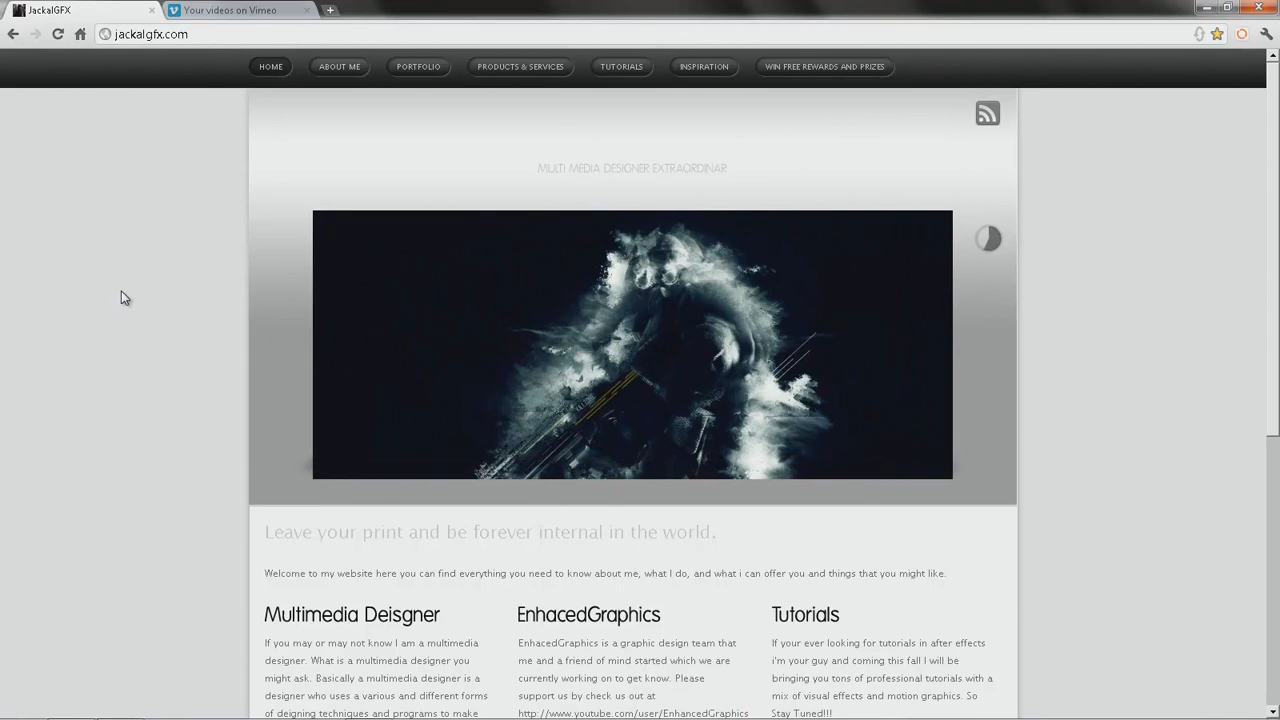 JackalGFX
Your videos on Vimeo
jackalgfx.com
HOME ABOUT ME PORTFOLIO PRODUCTS & SERVICES TUTORIALS INSPIRATION WIN FREE REWARDS AND PRIZES
MULTI MEDIA DESIGNER EXTRAORDINAR
Leave your print and be forever internal in the world.
Welcome to my website here you can find everything you need to know about me, what I do, and what i can offer you and things that you might like.
Multimedia Deisgner
If you may or may not know I am a multimedia
designer. What is a multimedia designer you
might ask. Basically a multimedia designer is a
designer who uses a various and different forms
of deigning techniques and programs to make
EnhacedGraphics
EnhacedGraphics is a graphic design team that
me and a friend of mind started which we are
currently working on to get know. Please
support us by check us out at
http://www.youtube.com/user/EnhancedGraphics
Tutorials
If your ever looking for tutorials in after effects
i'm your guy and coming this fall I will be
bringing you tons of professional tutorials with a
mix of visual effects and motion graphics. So
Stay Tuned!!!